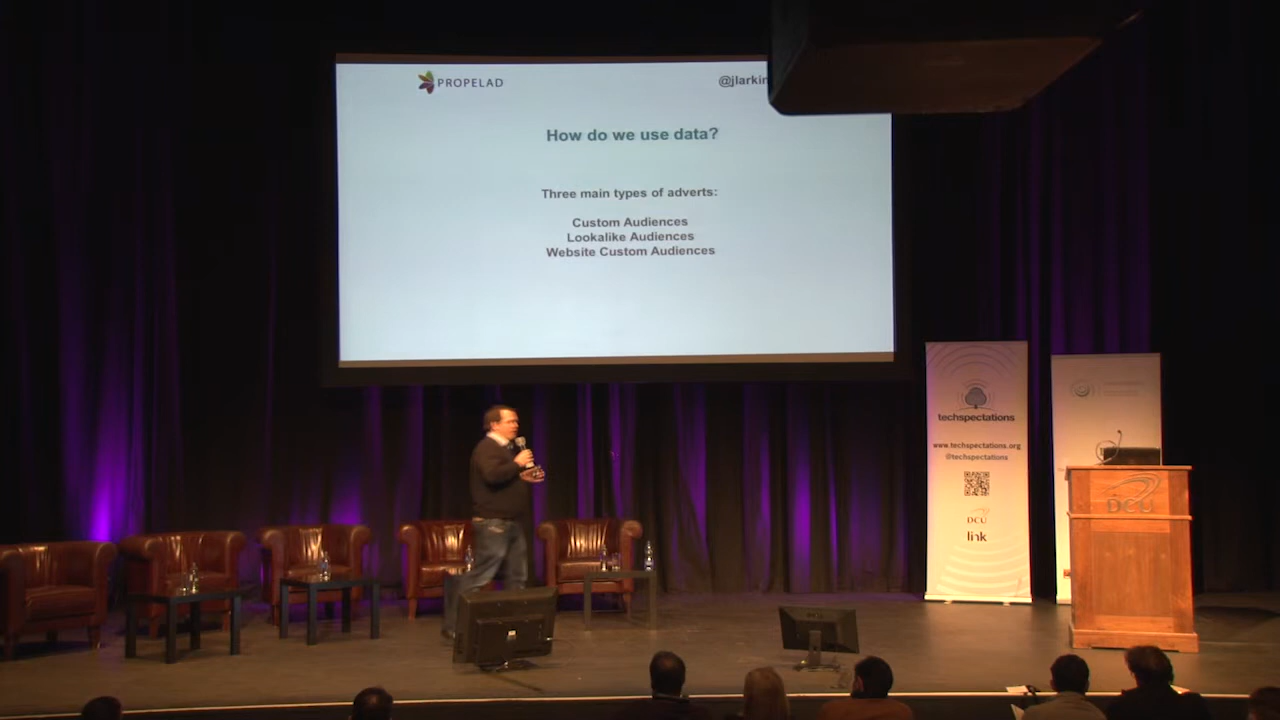 PROPELAD
@jlarkin
How do we use data?
Three main types of adverts:
Custom Audiences
Lookalike Audiences
Website Custom Audiences
techspectations
www.techspectations.org
@techspectations
DCU
link
DCU